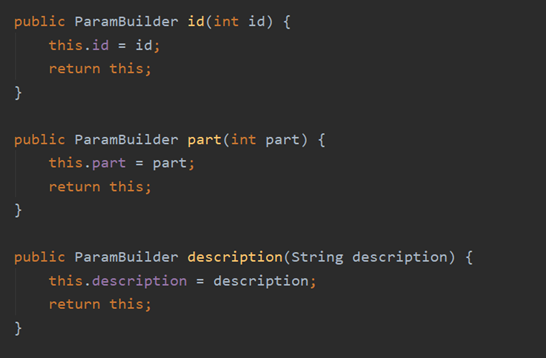 public ParamBuilder id(int id) {
    this.id = id;
    return this;
}
public ParamBuilder part(int part) {
    this.part = part;
    return this;
}
public ParamBuilder description(String description) {
    this.description = description;
    return this;
}